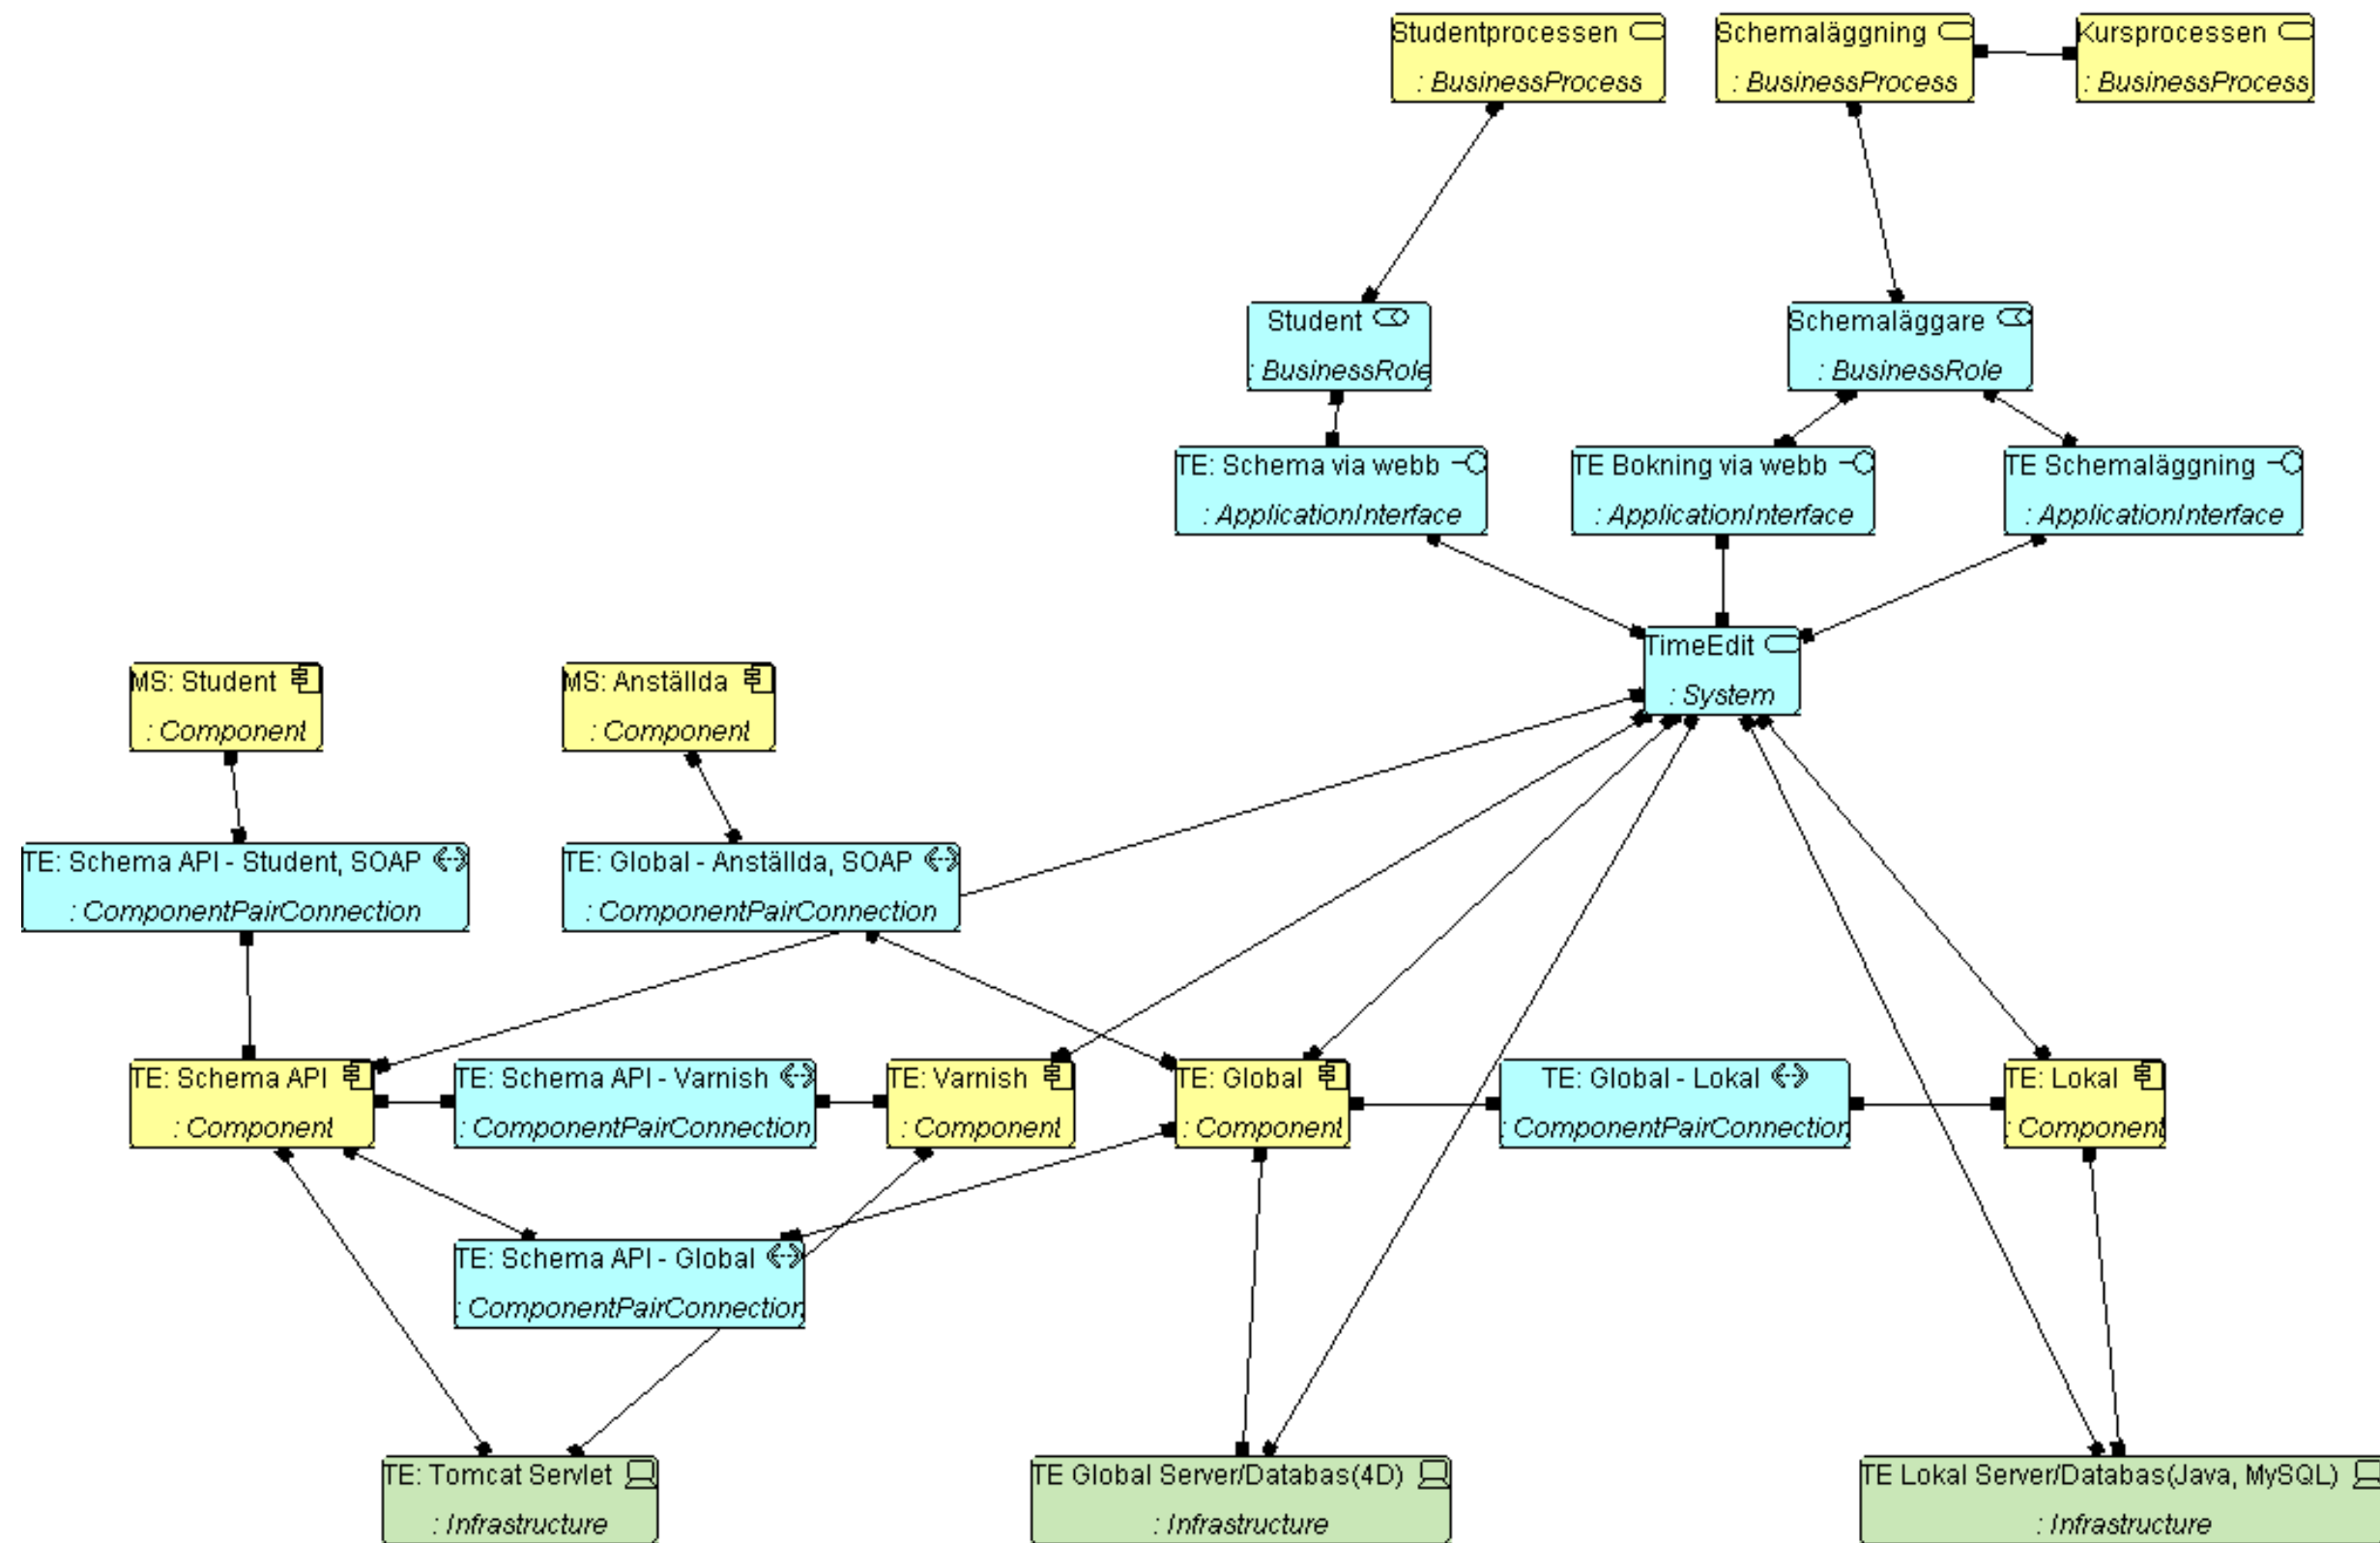 Studentprocessen
: BusinessProcess
Schemaläggning
: BusinessProcess
Kursprocessen
: BusinessProcess
Student
: BusinessRole
Schemaläggare
: BusinessRole
TE: Schema via webb
: ApplicationInterface
TE Bokning via webb
: ApplicationInterface
TE Schemaläggning
: ApplicationInterface
TimeEdit
: System
MS: Student
: Component
MS: Anställda
: Component
TE: Schema API - Student, SOAP
: ComponentPairConnection
TE: Global - Anställda, SOAP
: ComponentPairConnection
TE: Schema API
: Component
TE: Schema API - Varnish
: ComponentPairConnection
TE: Varnish
: Component
TE: Global
: Component
TE: Global - Lokal
: ComponentPairConnection
TE: Lokal
: Component
TE: Schema API - Global
: ComponentPairConnection
TE: Tomcat Servlet
: Infrastructure
TE Global Server/Databas(4D)
: Infrastructure
TE Lokal Server/Databas(Java, MySQL)
: Infrastructure